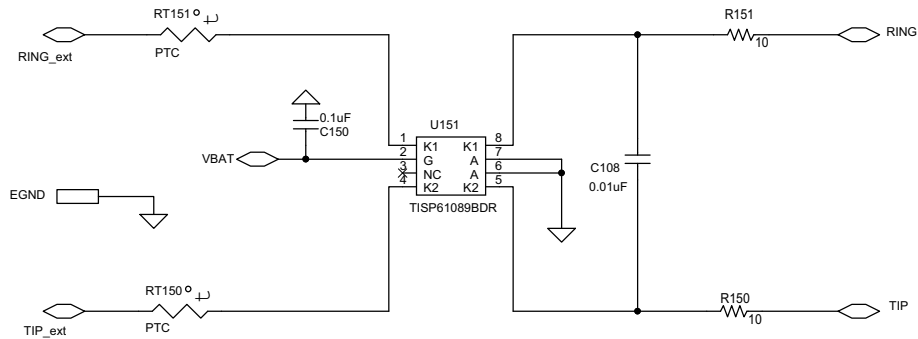 RT151
R151
RING_ext
PTC
10
RING
0.1uF
C150
U151
VBAT
1
2
3
4
K1
G
NC
K2
K1
A
A
K2
8
7
6
5
TISP61089BDR
C108
0.01uF
EGND
RT150
R150
TIP_ext
PTC
10
TIP